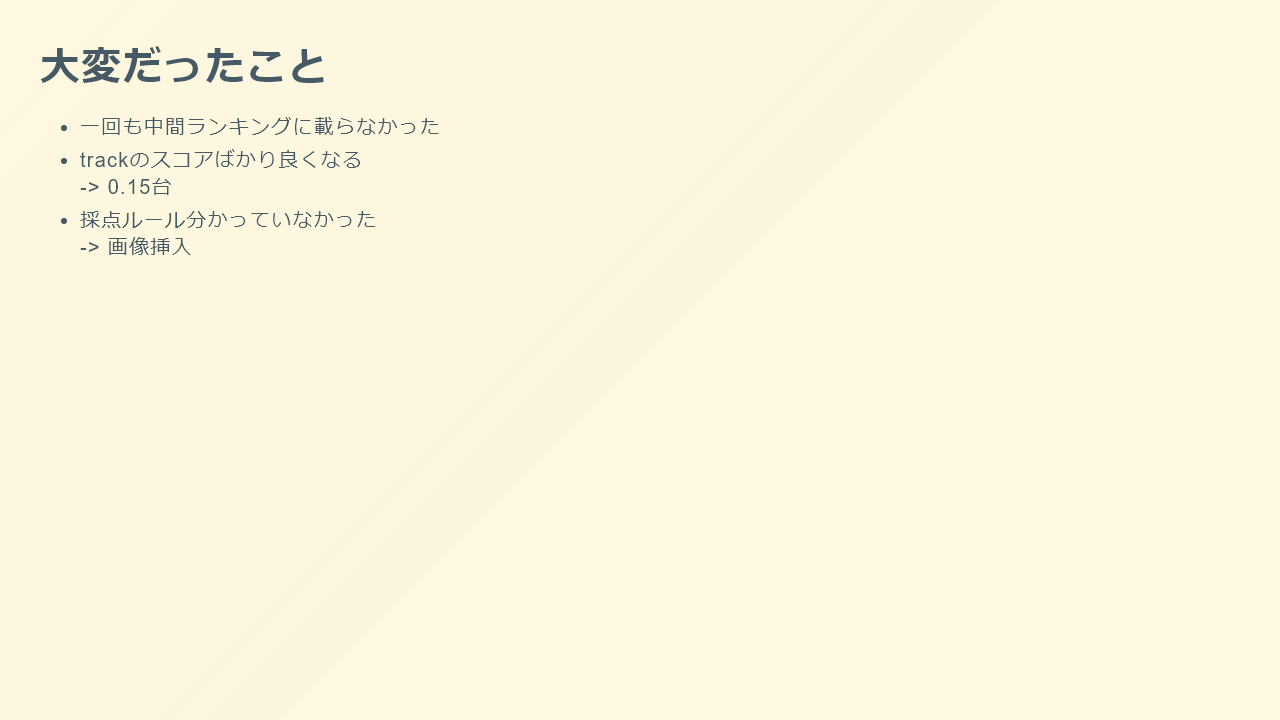 大変だったこと
• 一回も中間ランキングに載らなかった
• trackのスコアばかり良くなる
-> 0.15台
• 採点ルール分かっていなかった
-> 画像挿入